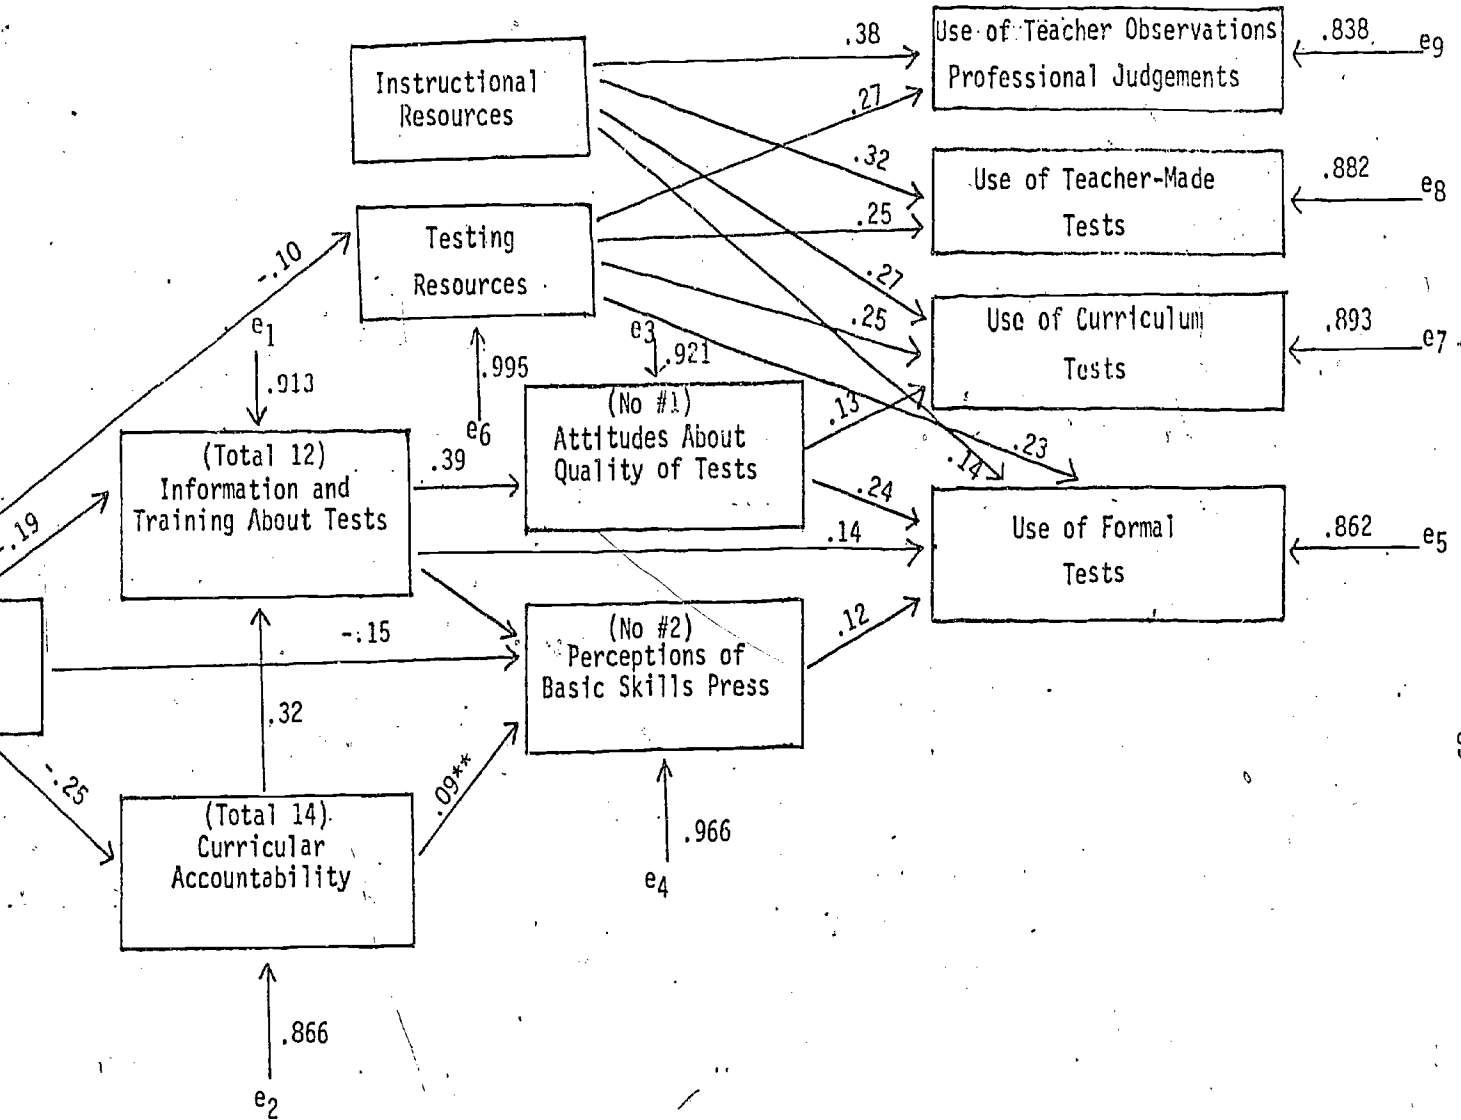 Use of Teacher Observations
Professional Judgements
.838
e9
.38
Instructional
Resources
.27
.32
Use of Teacher-Made
Tests
.882
e8
.25
Testing
Resources
-.10
.27
.25
Use of Curriculum
Tests
.893
e7
e1
.913
.995
e6
e3
.921
(No #1)
Attitudes About
Quality of Tests
.13
.14
.23
(Total 12)
Information and
Training About Tests
.39
.24
.14
Use of Formal
Tests
.862
e5
-.19
-.15
(No #2)
Perceptions of
Basic Skills Press
.12
.32
-.25
.09**
(Total 14)
Curricular
Accountability
.966
e4
.866
e2